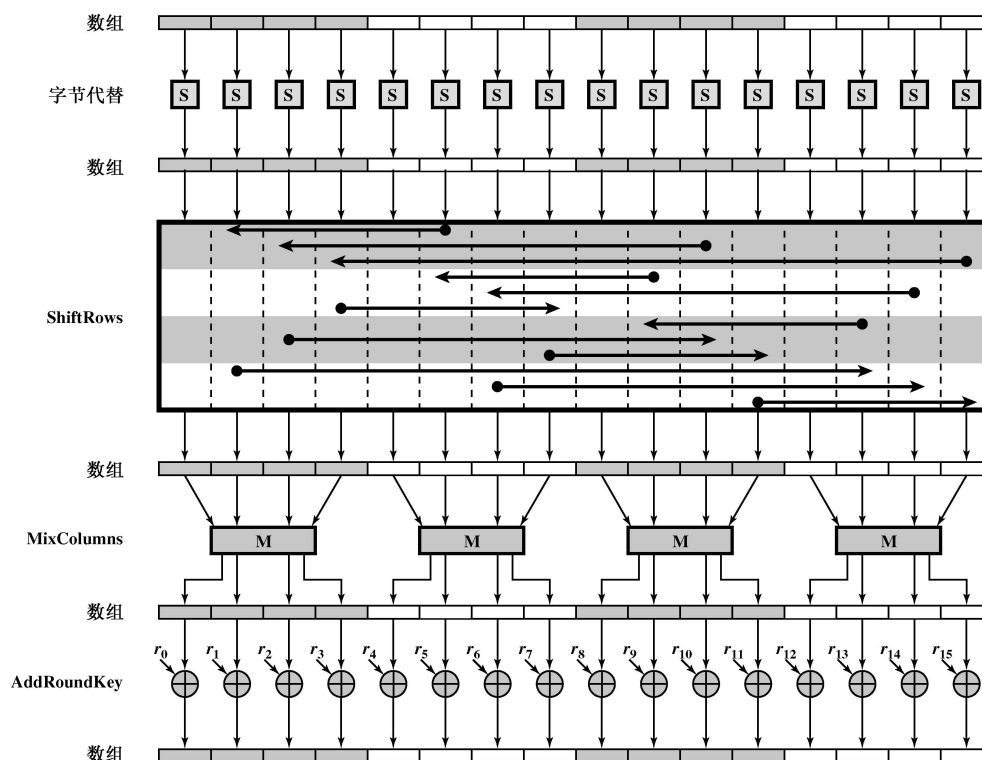 数组
字节代替
S S S S S S S S S S S S S S S S
数组
ShiftRows
数组
MixColumns
M M M M
数组
r0 r1 r2 r3 r4 r5 r6 r7 r8 r9 r10 r11 r12 r13 r14 r15
AddRoundKey
数组